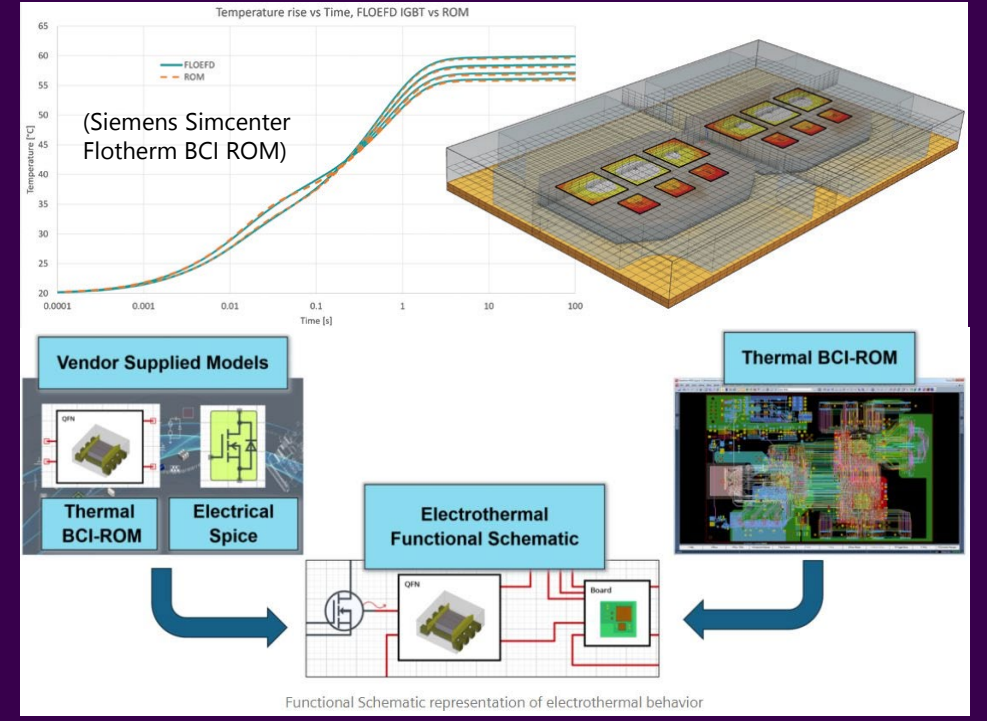 Temperature rise vs Time, FLOEFD IGBT vs ROM
65
60
55
50
45
40
35
30
25
20
Temperature [°C]
FLOEFD
ROM
(Siemens Simcenter
Flotherm BCI ROM)
0.0001
0.001
0.01
0.1
1
10
100
Time [s]
Vendor Supplied Models
QFN
Thermal
BCI-ROM
Electrical
Spice
Thermal BCI-ROM
Electrothermal
Functional Schematic
QFN
Board
Functional Schematic representation of electrothermal behavior